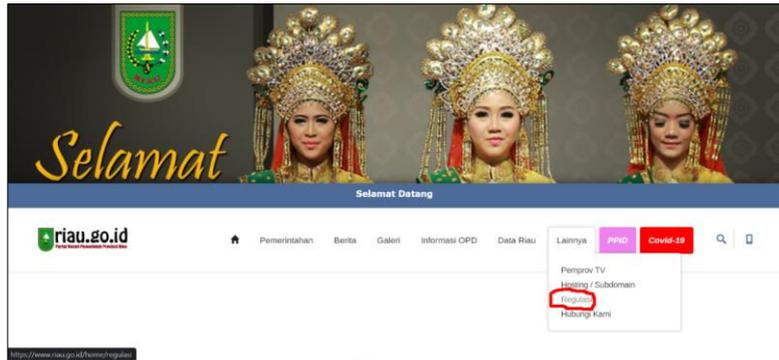 RIAU
Selamat
Selamat Datang
riau.go.id
Portal Resmi Pemerintah Provinsi Riau
Pemerintahan Berita Galeri Informasi OPD Data Riau Lainnya PPID Covid-19
Pemprov TV
Hosting / Subdomain
Regulasi
Hubungi Kami
https://www.riau.go.id/home/regulasi